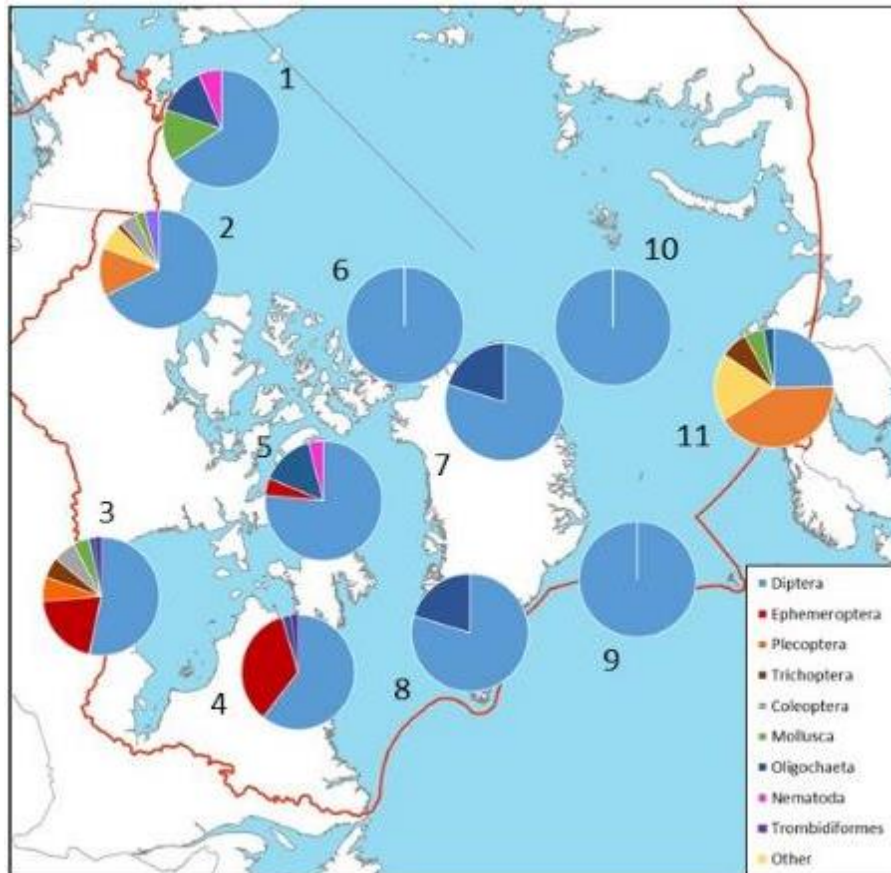 1
2
6
10
11
5
7
3
4
8
9
Diptera
Ephemeroptera
Plecoptera
Trichoptera
Coleoptera
Mollusca
Oligochaeta
Nematoda
Trombidiformes
Other